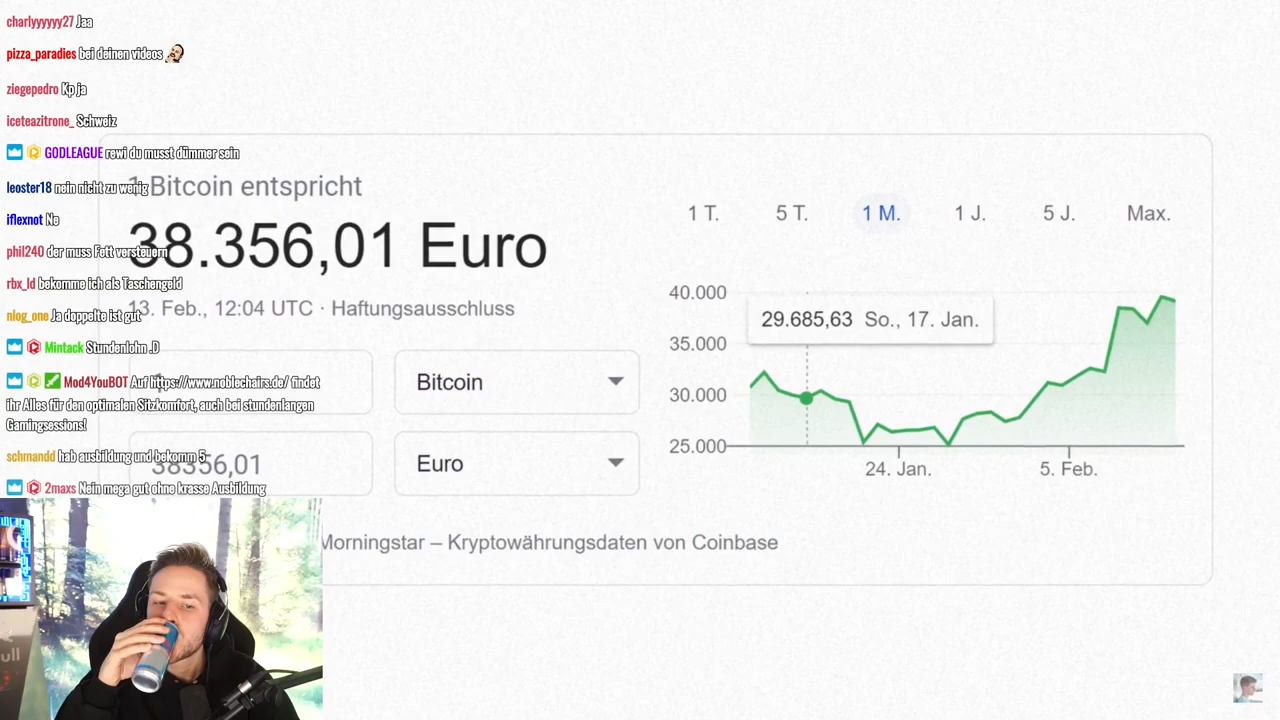 charlyyyyyy27 Jaa
pizza_paradies bei deinen videos
ziegepedro Kp ja
iceteazitrone_ Schweiz
GODLEAGUE rewi du musst dümmer sein
leoster18 nein nicht zu wenig
iflexnot Ne
phil240 der muss Fett versteuern
rbx_ld bekomme ich als Taschengeld
nlog_one Ja doppelte ist gut
Mintack Stundenlohn :D
Mod4YouBOT Auf https://www.noblechairs.de/ findet
ihr Alles für den optimalen Sitzkomfort, auch bei stundenlangen
Gamingsessions!
schmandd hab ausbildung und bekomm 5
2maxs Nein mega gut ohne krasse Ausbildung
1 Bitcoin entspricht
38.356,01 Euro
13. Feb., 12:04 UTC · Haftungsausschluss
Bitcoin
38356,01
Euro
Morningstar – Kryptowährungsdaten von Coinbase
1 T. 5 T. 1 M. 1 J. 5 J. Max.
40.000
29.685,63 So., 17. Jan.
35.000
30.000
25.000
24. Jan. 5. Feb.